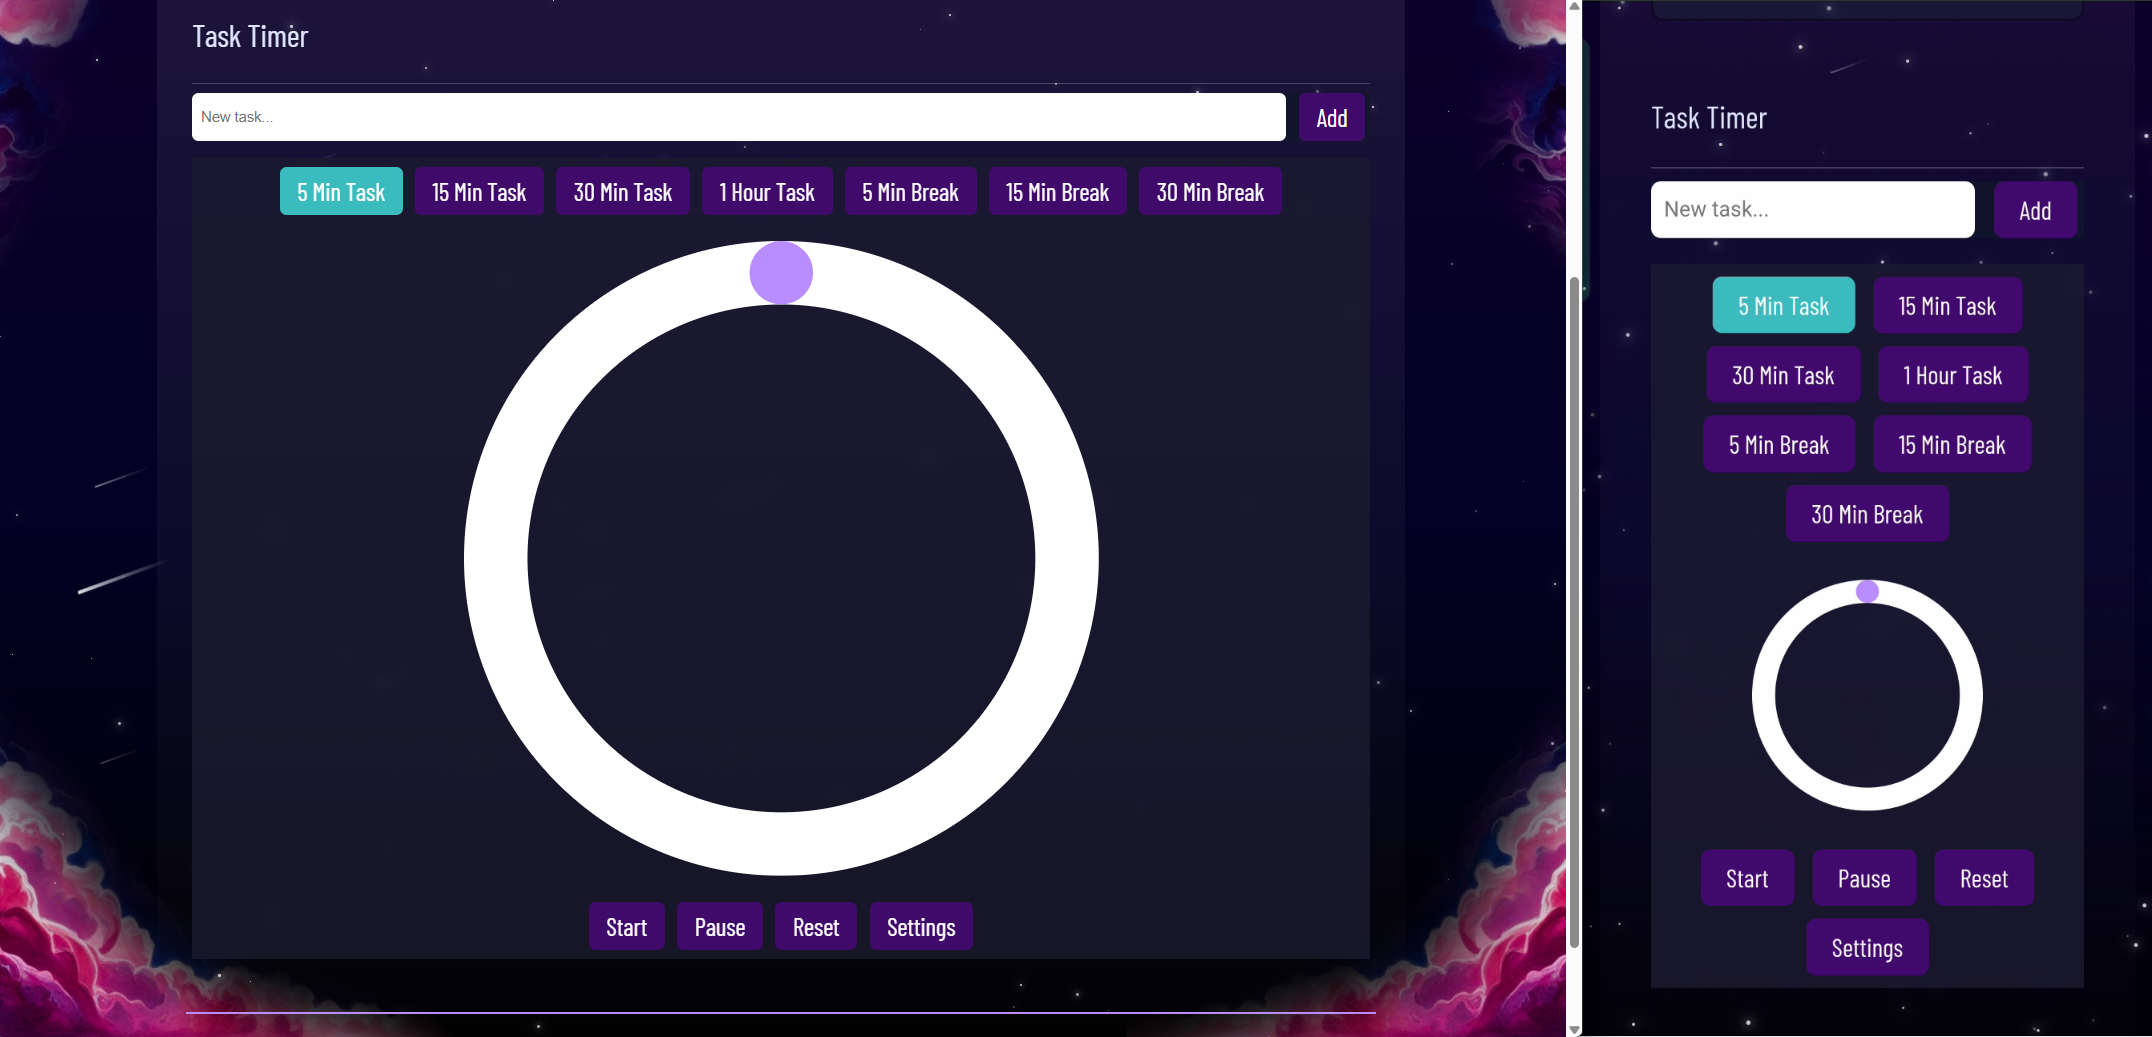 Task Timer
New task...
Add
5 Min Task
15 Min Task
30 Min Task
1 Hour Task
5 Min Break
15 Min Break
30 Min Break
Start
Pause
Reset
Settings
Task Timer
New task...
Add
5 Min Task
15 Min Task
30 Min Task
1 Hour Task
5 Min Break
15 Min Break
30 Min Break
Start
Pause
Reset
Settings